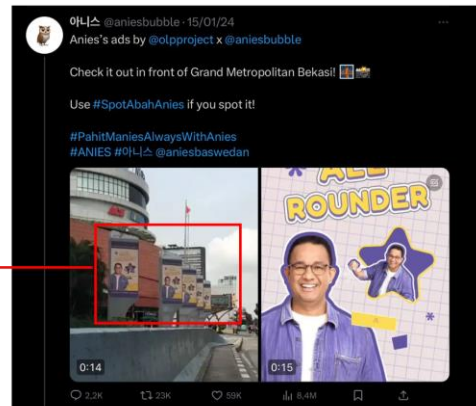 아니스 @aniesbubble · 15/01/24
Anies's ads by @olpproject x @aniesbubble
Check it out in front of Grand Metropolitan Bekasi! 🌉📸
Use #SpotAbahAnies if you spot it!
#PahitManiesAlwaysWithAnies
#ANIES #아니스 @aniesbaswedan
ALL
ROUNDER
0:14
0:15
2,2K 23K 59K 8,4M